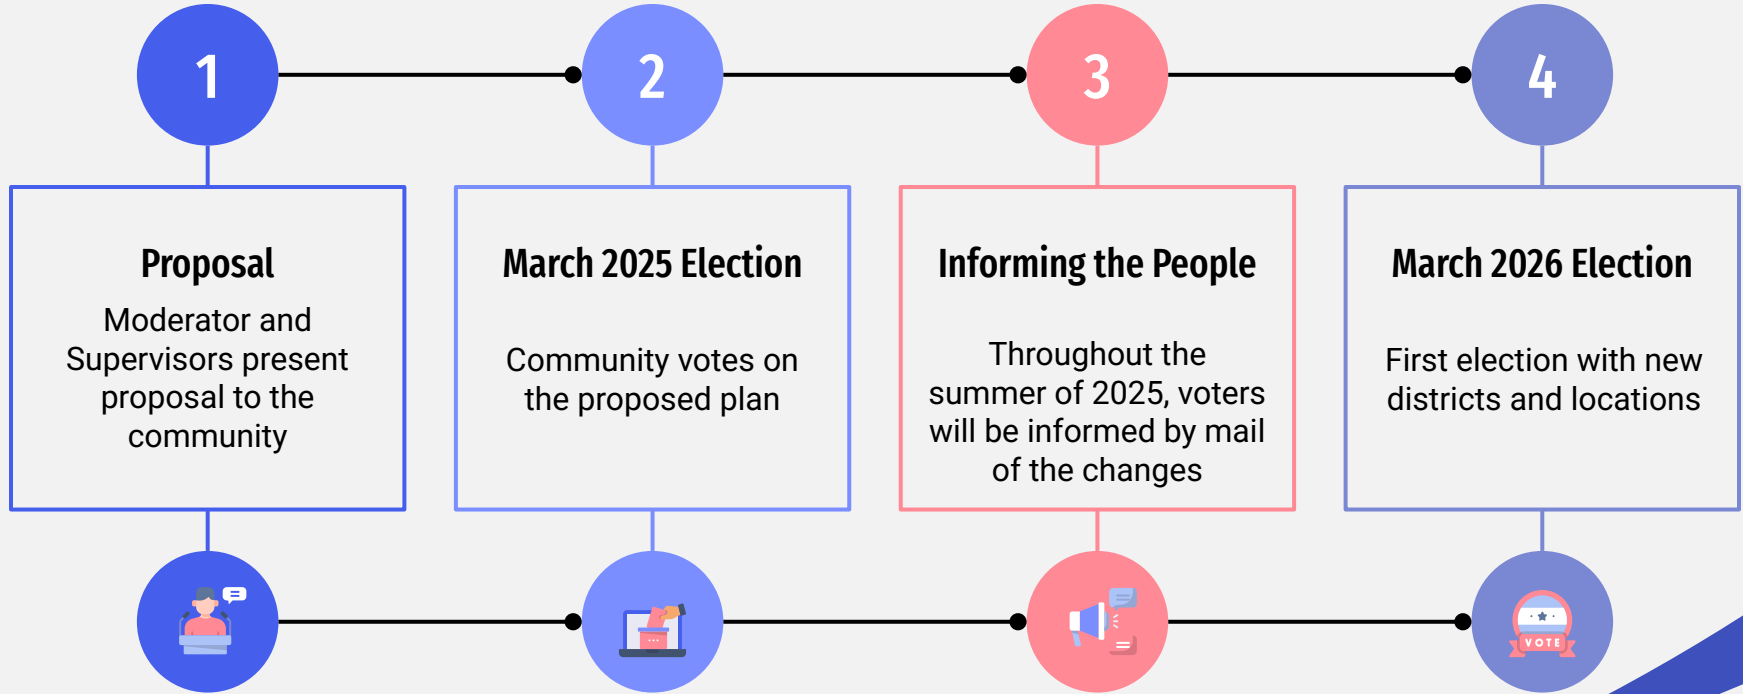 1
2
3
4
Proposal
Moderator and
Supervisors present
proposal to the
community
March 2025 Election
Community votes on
the proposed plan
Informing the People
Throughout the
summer of 2025, voters
will be informed by mail
of the changes
March 2026 Election
First election with new
districts and locations
VOTE